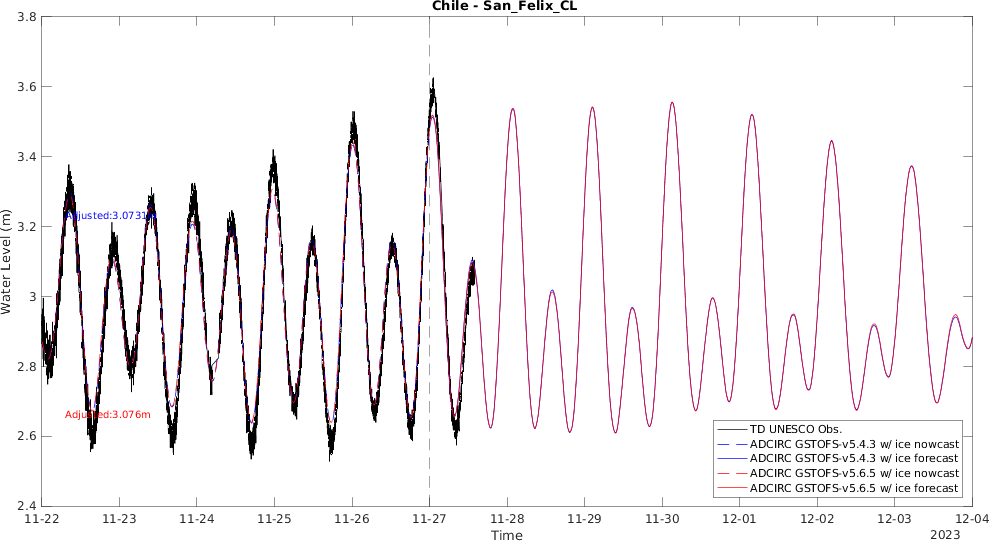 Chile - San_Felix_CL
3.8
3.6
3.4
3.2
3
2.8
2.6
2.4
Water Level (m)
Adjusted:3.0731
Adjusted:3.076m
TD UNESCO Obs.
ADCIRC GSTOFS-v5.4.3 w/ ice nowcast
ADCIRC GSTOFS-v5.4.3 w/ ice forecast
ADCIRC GSTOFS-v5.6.5 w/ ice nowcast
ADCIRC GSTOFS-v5.6.5 w/ ice forecast
11-22 11-23 11-24 11-25 11-26 11-27 11-28 11-29 11-30 12-01 12-02 12-03 12-04
Time
2023